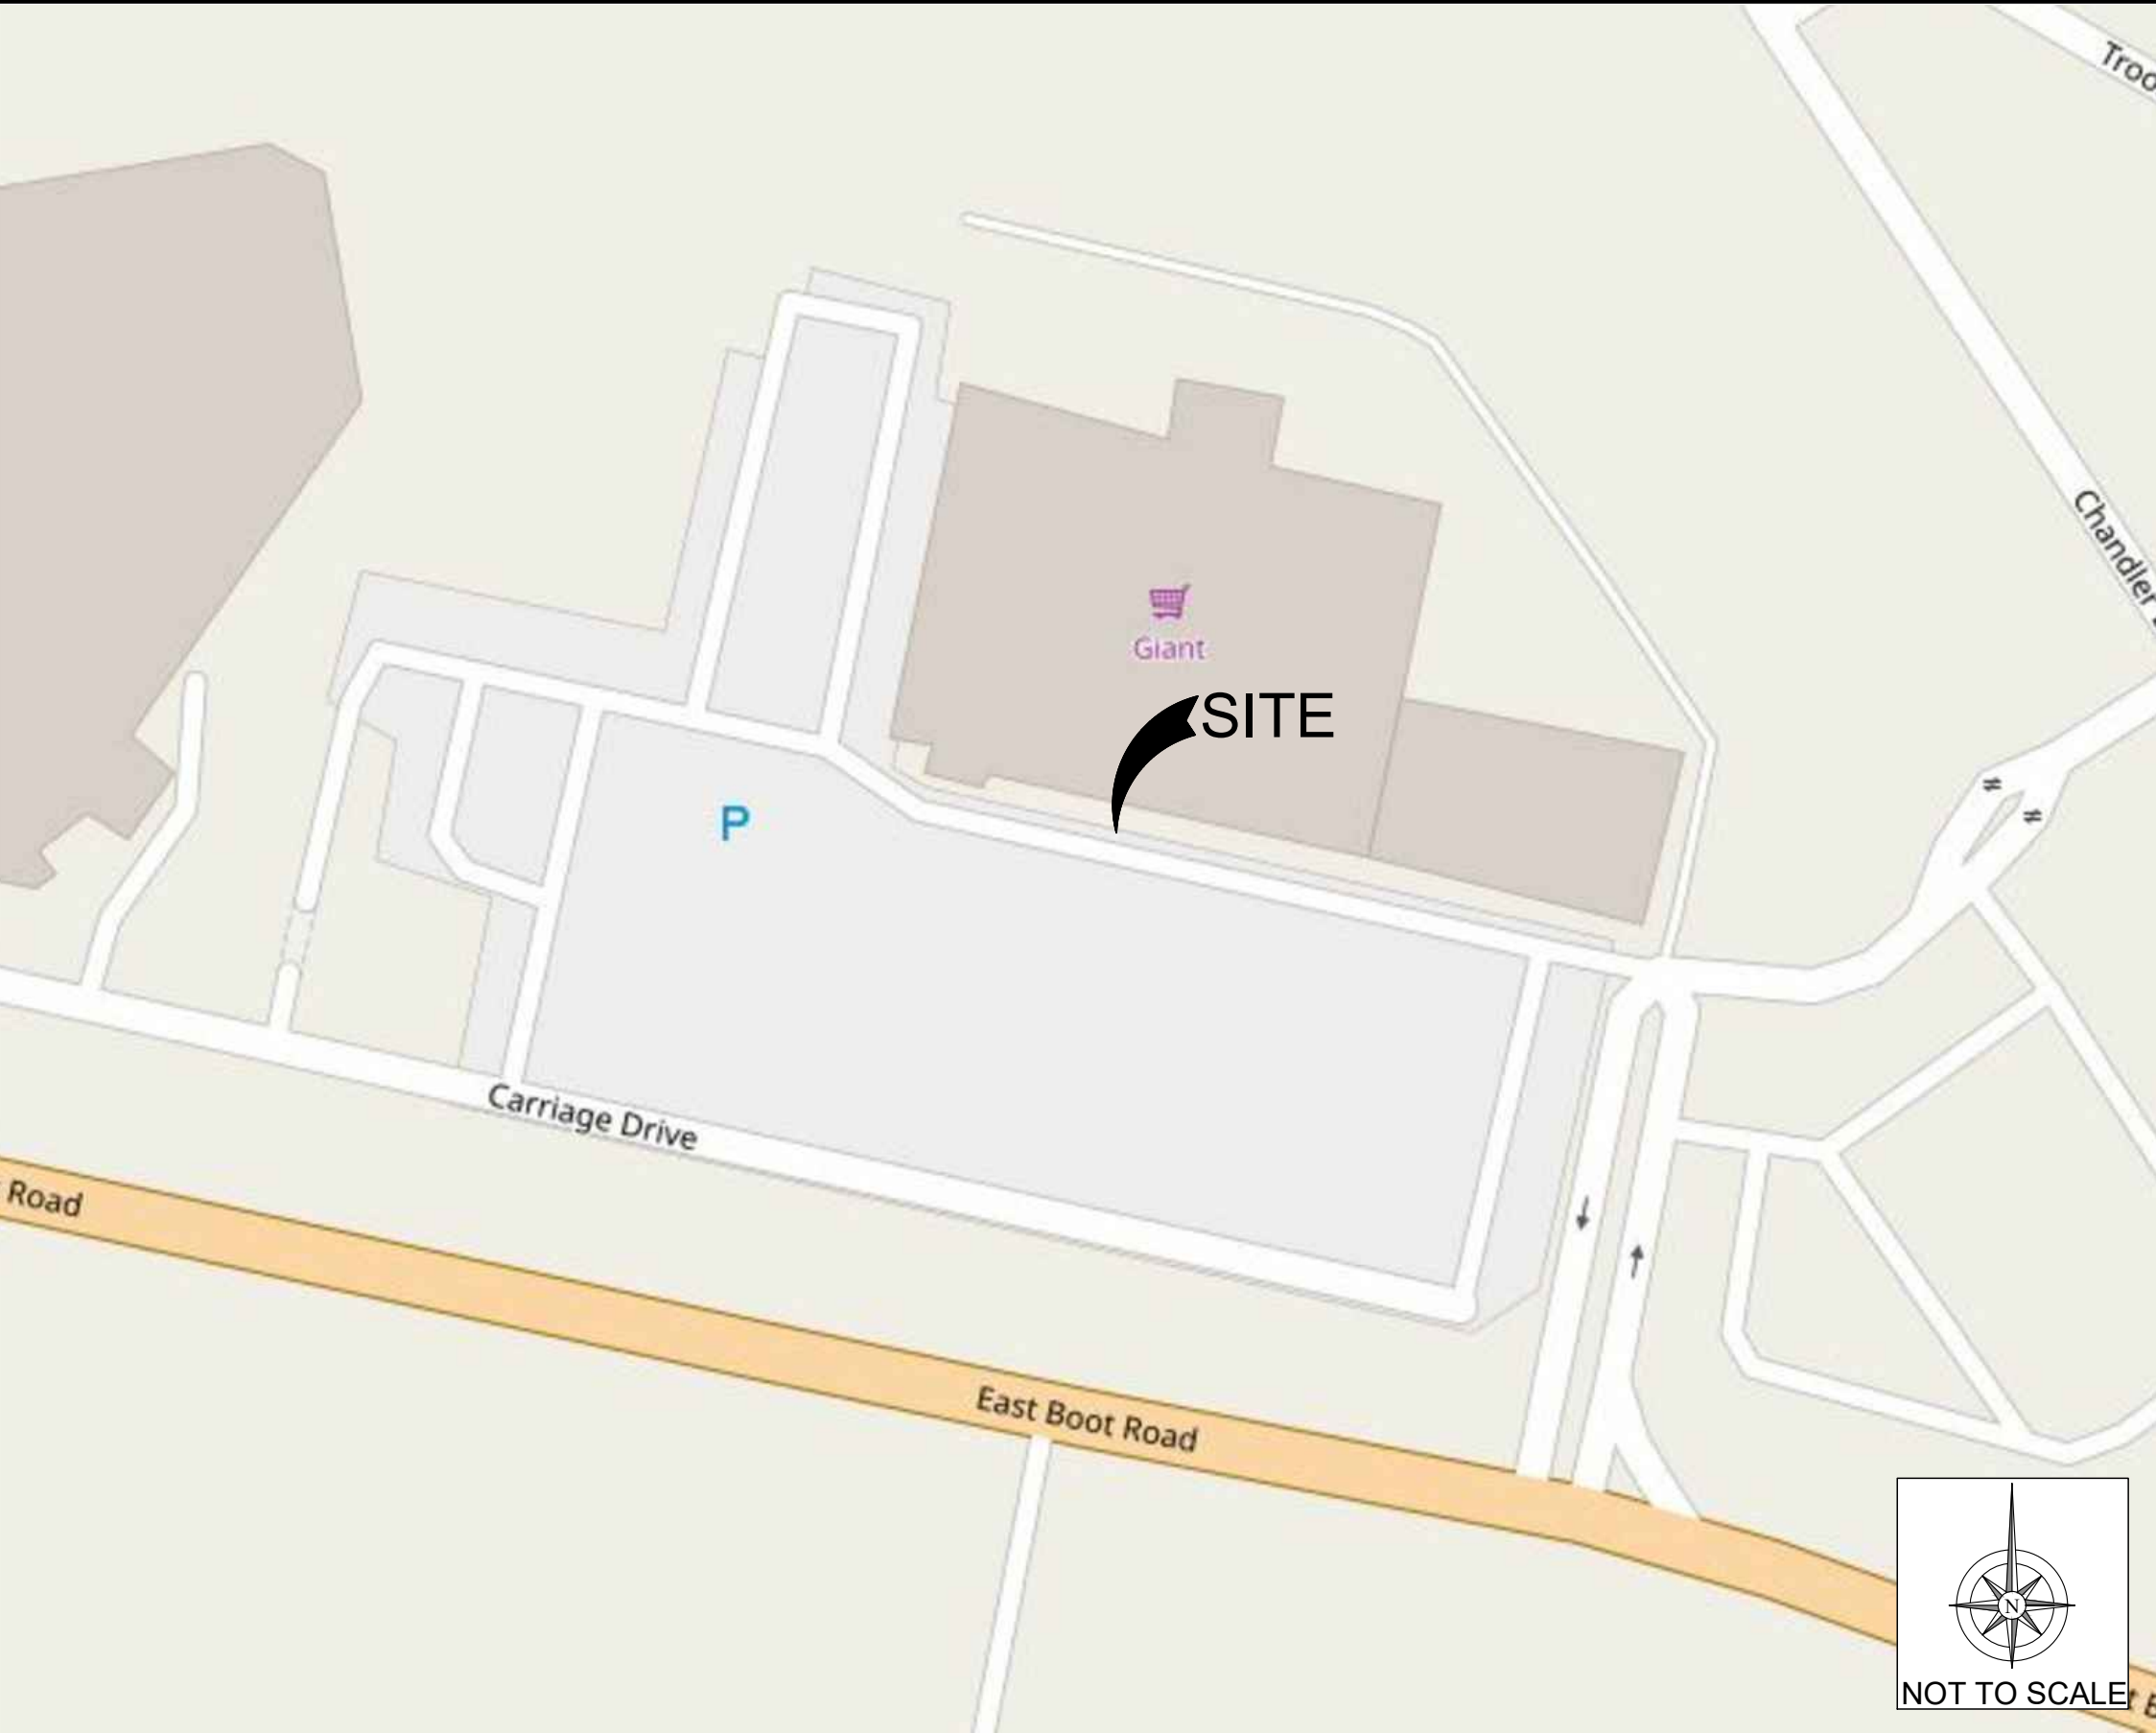 Troo
Chandler
Giant
SITE
P
Carriage Drive
Road
East Boot Road
N
NOT TO SCALE